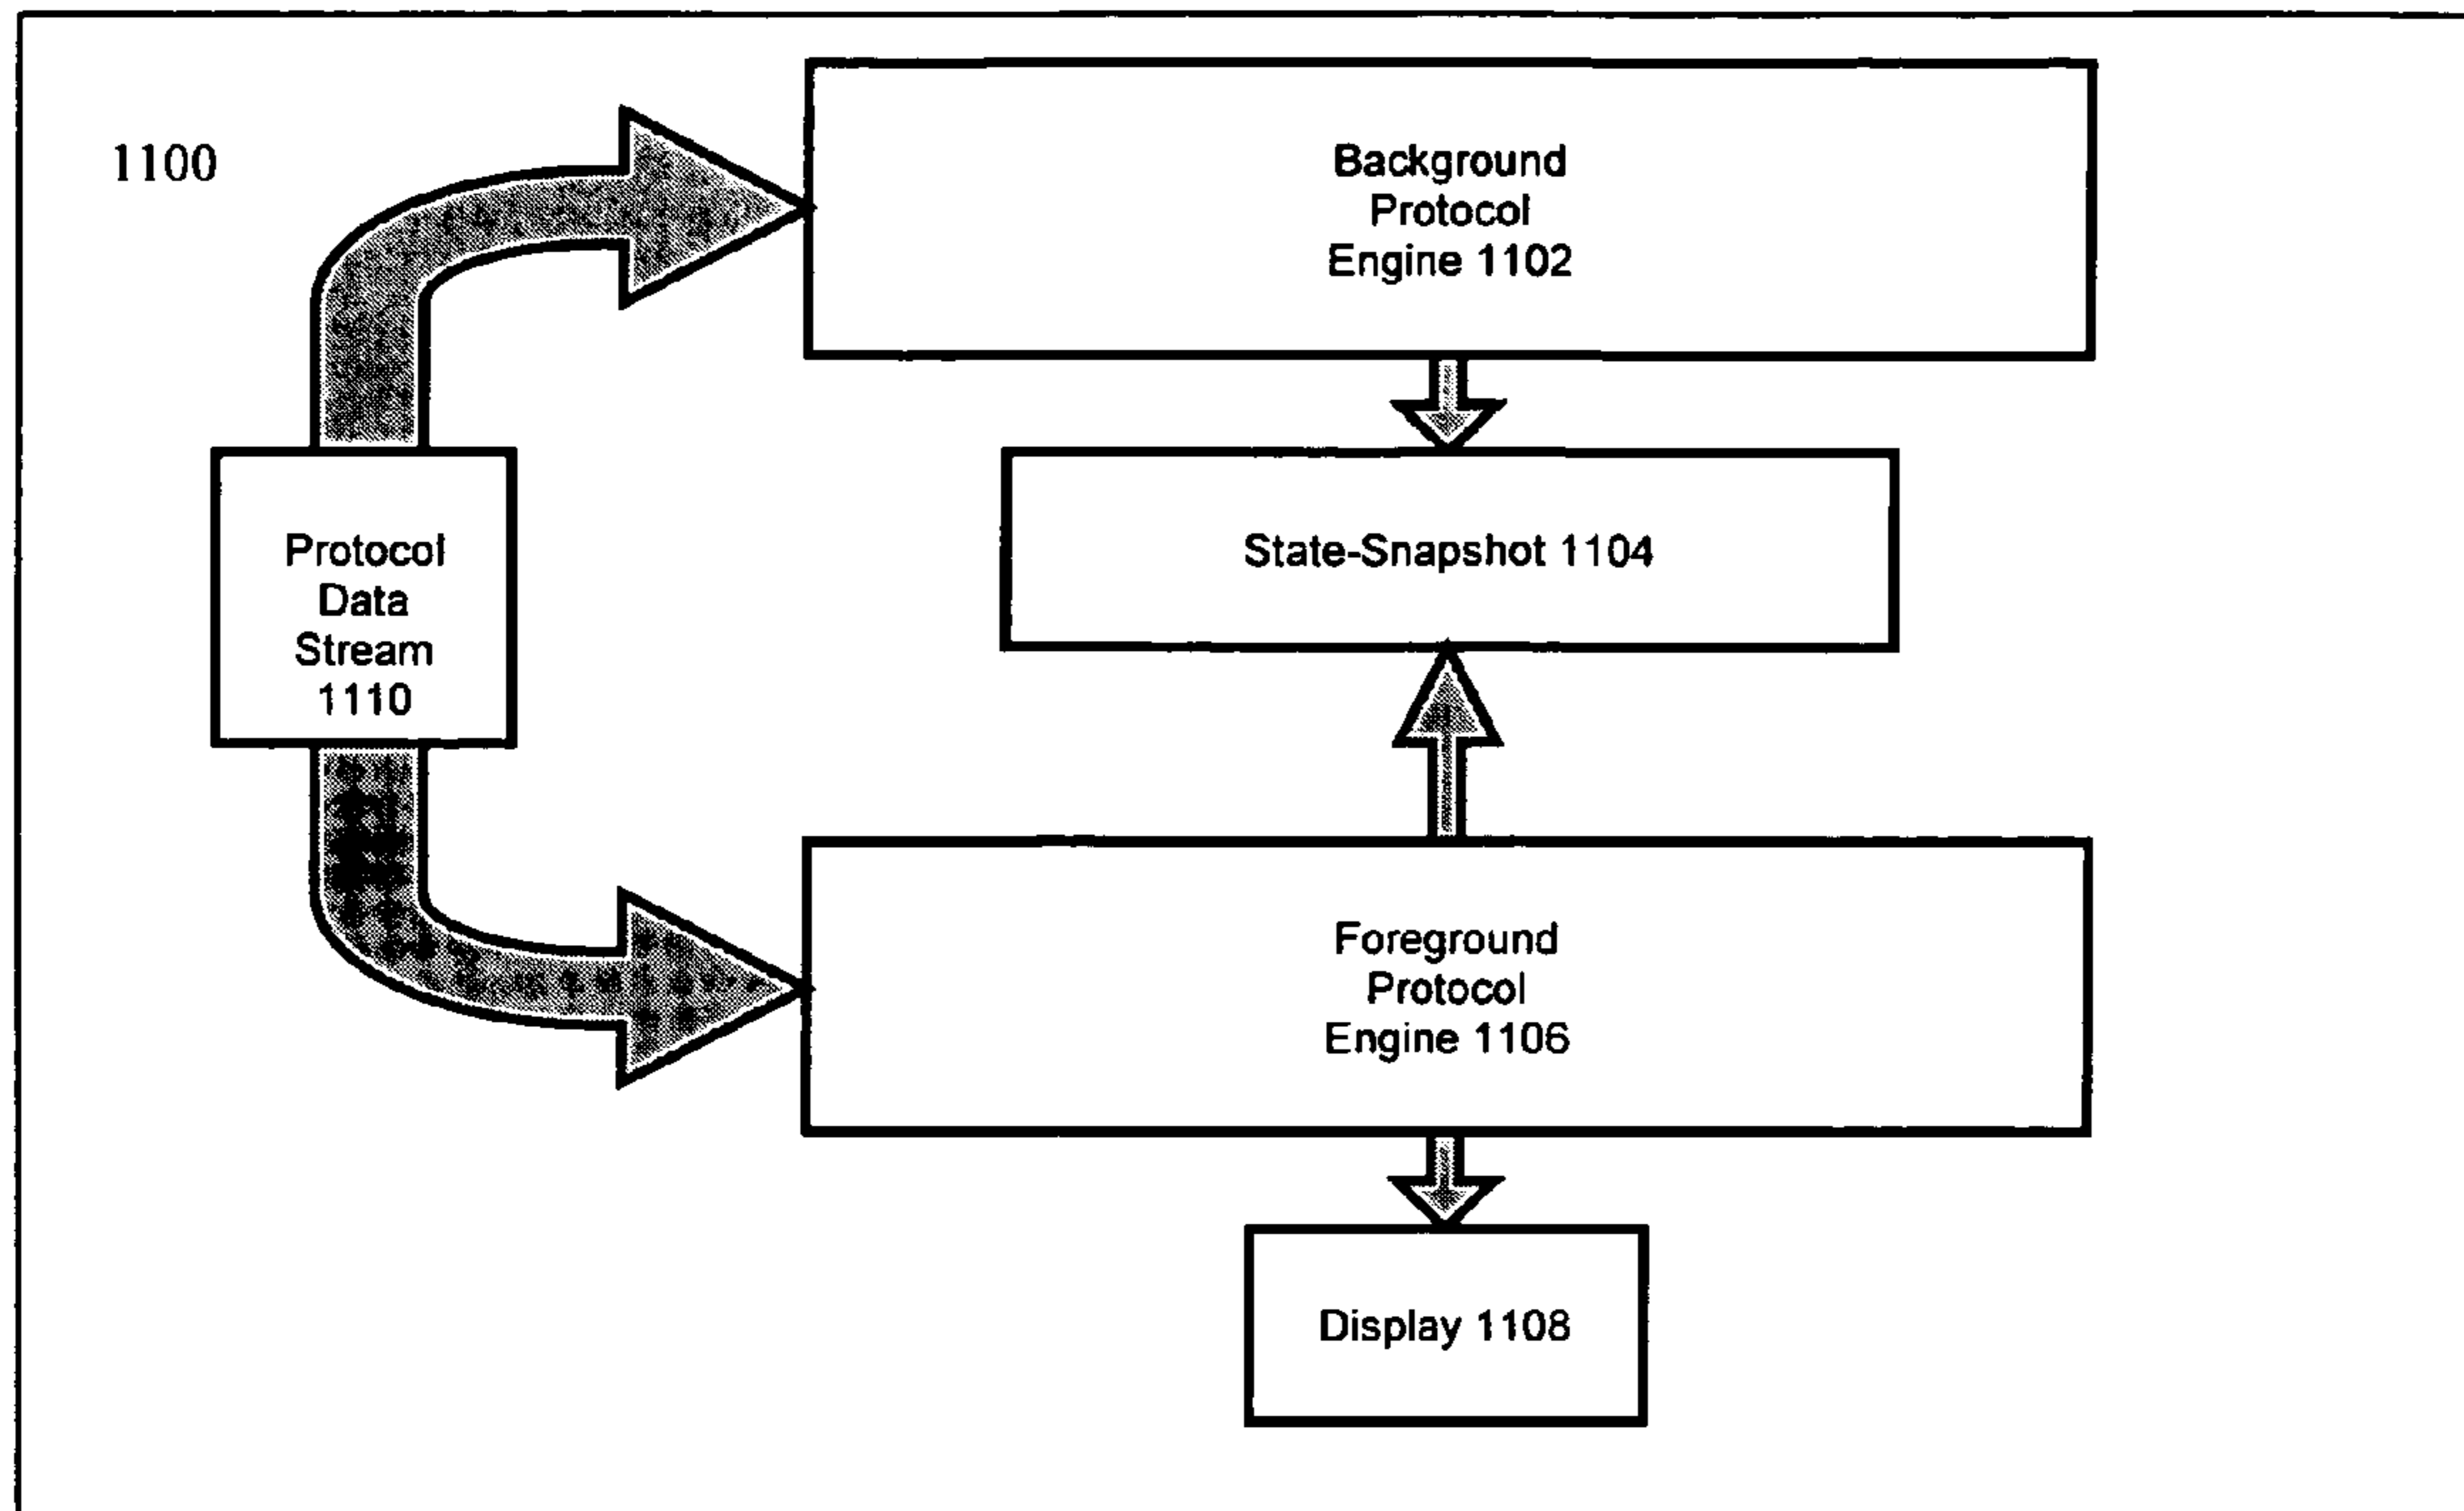 1100
Background
Protocol
Engine 1102
State-Snapshot 1104
Protocol
Data
Stream
1110
Foreground
Protocol
Engine 1106
Display 1108